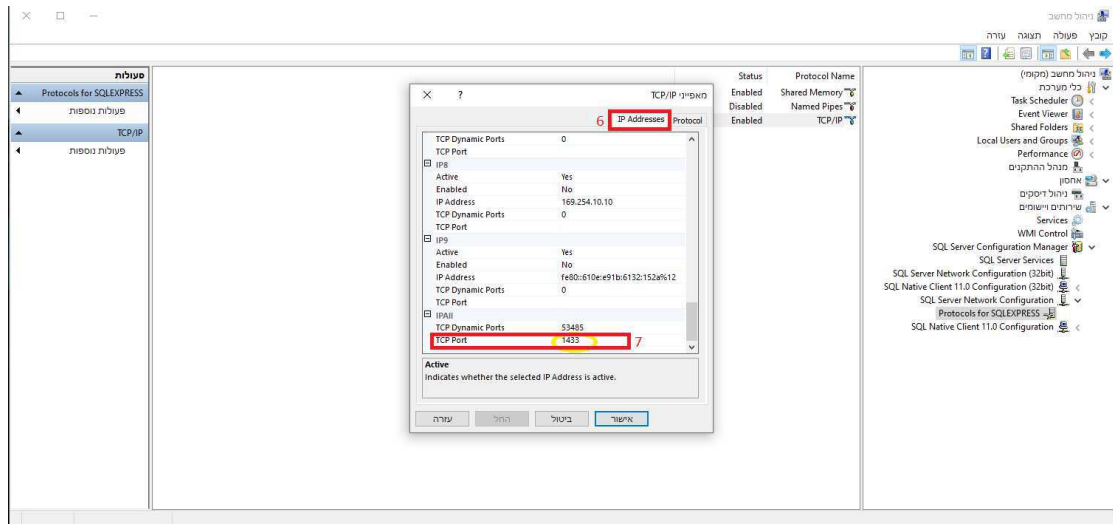 ניהול מחשב
קובץ פעולה תצוגה עזרה
ניהול מחשב (מקומי)
כלי מערכת
Task Scheduler
Event Viewer
Shared Folders
Local Users and Groups
Performance
מנהל ההתקנים
אחסון
ניהול דיסקים
שירותים ויישומים
Services
WMI Control
SQL Server Configuration Manager
SQL Server Services
SQL Server Network Configuration (32bit)
SQL Native Client 11.0 Configuration (32bit)
SQL Server Network Configuration
Protocols for SQLEXPRESS
SQL Native Client 11.0 Configuration
Protocol Name Status
Shared Memory Enabled
Named Pipes Disabled
TCP/IP Enabled
מאפייני TCP/IP
? 
6 IP Addresses Protocol
TCP Dynamic Ports 0
TCP Port
IP8
Active Yes
Enabled No
IP Address 169.254.10.10
TCP Dynamic Ports 0
TCP Port
IP9
Active Yes
Enabled No
IP Address fe80::610e:e91b:6132:152a%12
TCP Dynamic Ports 0
TCP Port
IPAll
TCP Dynamic Ports 53485
TCP Port 1433 7
Active
Indicates whether the selected IP Address is active.
אישור ביטול החל עזרה
פעולות
Protocols for SQLEXPRESS
פעולות נוספות
TCP/IP
פעולות נוספות